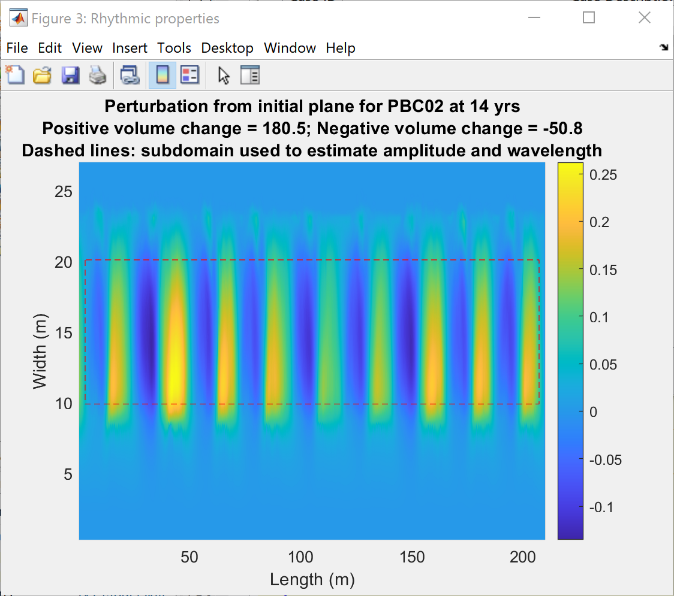 Figure 3: Rhythmic properties
File Edit View Insert Tools Desktop Window Help
Perturbation from initial plane for PBC02 at 14 yrs
Positive volume change = 180.5; Negative volume change = -50.8
Dashed lines: subdomain used to estimate amplitude and wavelength
25
20
15
10
5
Width (m)
50 100 150 200
Length (m)
0.25
0.2
0.15
0.1
0.05
0
-0.05
-0.1